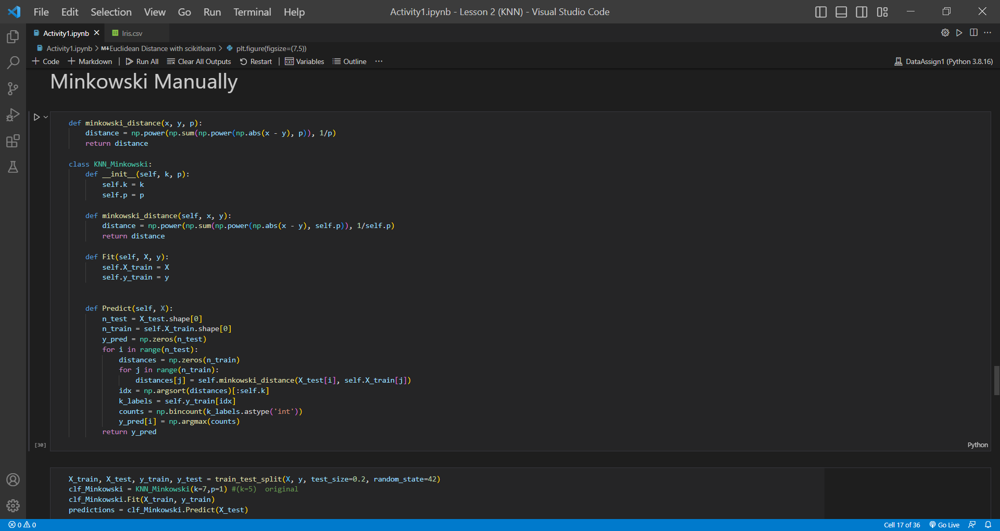 File Edit Selection View Go Run Terminal Help Activity1.ipynb - Lesson 2 (KNN) - Visual Studio Code
Activity1.ipynb Iris.csv
Activity1.ipynb > M↓Euclidean Distance with scikitlearn > plt.figure(figsize=(7,5))
+ Code + Markdown | Run All Clear All Outputs Restart | Variables Outline ··· DataAssign1 (Python 3.8.16)
Minkowski Manually
def minkowski_distance(x, y, p):
    distance = np.power(np.sum(np.power(np.abs(x - y), p)), 1/p)
    return distance
class KNN_Minkowski:
    def __init__(self, k, p):
        self.k = k
        self.p = p
    def minkowski_distance(self, x, y):
        distance = np.power(np.sum(np.power(np.abs(x - y), self.p)), 1/self.p)
        return distance
    def Fit(self, X, y):
        self.X_train = X
        self.y_train = y
    def Predict(self, X):
        n_test = X_test.shape[0]
        n_train = self.X_train.shape[0]
        y_pred = np.zeros(n_test)
        for i in range(n_test):
            distances = np.zeros(n_train)
            for j in range(n_train):
                distances[j] = self.minkowski_distance(X_test[i], self.X_train[j])
            idx = np.argsort(distances)[:self.k]
            k_labels = self.y_train[idx]
            counts = np.bincount(k_labels.astype('int'))
            y_pred[i] = np.argmax(counts)
        return y_pred
[30] Python
X_train, X_test, y_train, y_test = train_test_split(X, y, test_size=0.2, random_state=42)
clf_Minkowski = KNN_Minkowski(k=7,p=1) #(k=5)  original
clf_Minkowski.Fit(X_train, y_train)
predictions = clf_Minkowski.Predict(X_test)
0 0 Cell 17 of 36 Go Live